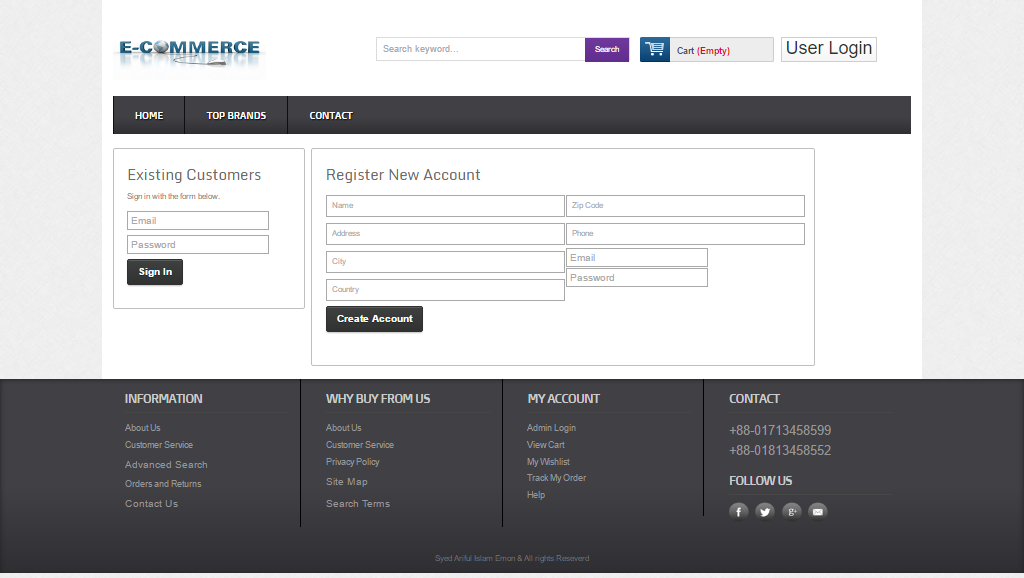 E-COMMERCE
Search keyword...
Search
Cart (Empty)
User Login
HOME
TOP BRANDS
CONTACT
Existing Customers
Sign in with the form below.
Email
Password
Sign In
Register New Account
Name
Zip Code
Address
Phone
City
Email
Password
Country
Create Account
INFORMATION
About Us
Customer Service
Advanced Search
Orders and Returns
Contact Us
WHY BUY FROM US
About Us
Customer Service
Privacy Policy
Site Map
Search Terms
MY ACCOUNT
Admin Login
View Cart
My Wishlist
Track My Order
Help
CONTACT
+88-01713458599
+88-01813458552
FOLLOW US
Syed Ariful Islam Emon & All rights Reseverd